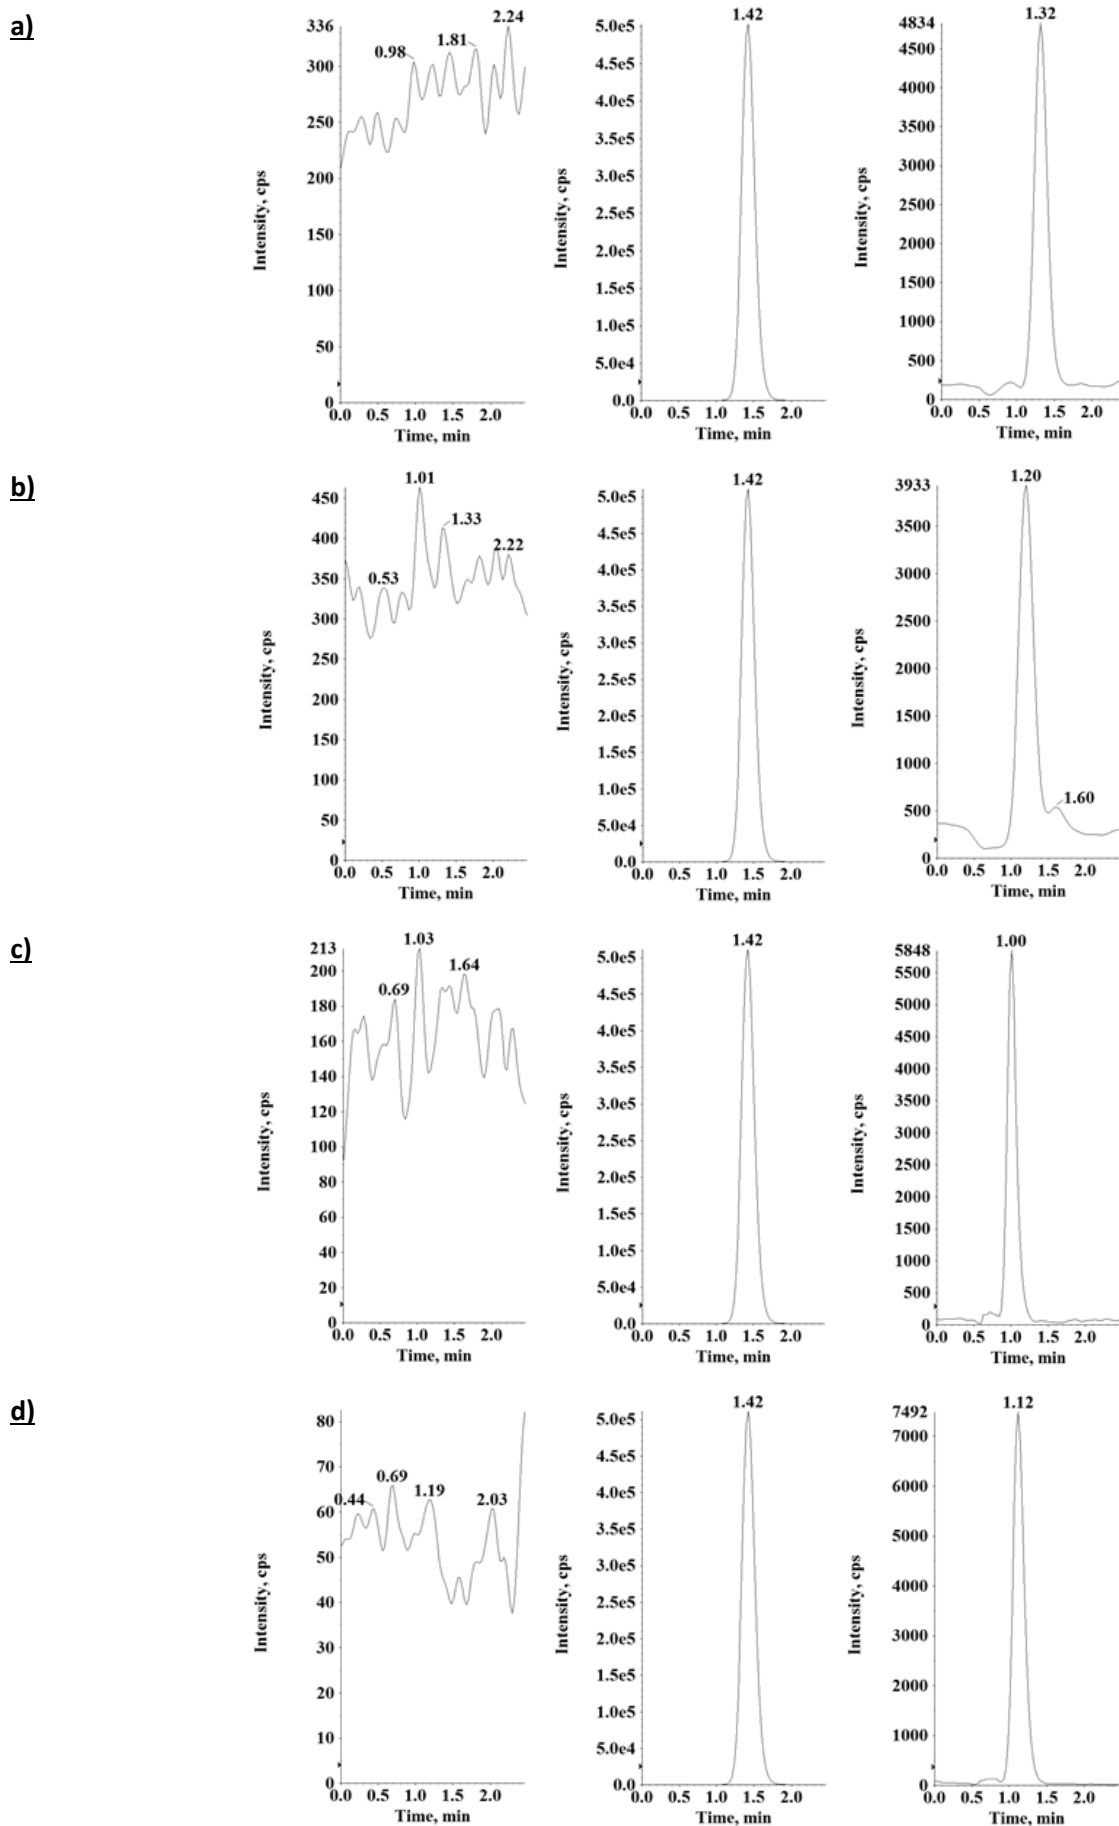 a)
336
300
250
200
150
100
50
0
0.98
1.81
2.24
Intensity, cps
0.0 0.5 1.0 1.5 2.0
Time, min
5.0e5
4.5e5
4.0e5
3.5e5
3.0e5
2.5e5
2.0e5
1.5e5
1.0e5
5.0e4
0.0
1.42
Intensity, cps
0.0 0.5 1.0 1.5 2.0
Time, min
4834
4500
4000
3500
3000
2500
2000
1500
1000
500
0
1.32
Intensity, cps
0.0 0.5 1.0 1.5 2.0
Time, min
b)
450
400
350
300
250
200
150
100
50
0
0.53
1.01
1.33
2.22
Intensity, cps
0.0 0.5 1.0 1.5 2.0
Time, min
5.0e5
4.5e5
4.0e5
3.5e5
3.0e5
2.5e5
2.0e5
1.5e5
1.0e5
5.0e4
0.0
1.42
Intensity, cps
0.0 0.5 1.0 1.5 2.0
Time, min
3933
3500
3000
2500
2000
1500
1000
500
0
1.20
1.60
Intensity, cps
0.0 0.5 1.0 1.5 2.0
Time, min
c)
213
200
180
160
140
120
100
80
60
40
20
0
0.69
1.03
1.64
Intensity, cps
0.0 0.5 1.0 1.5 2.0
Time, min
5.0e5
4.5e5
4.0e5
3.5e5
3.0e5
2.5e5
2.0e5
1.5e5
1.0e5
5.0e4
0.0
1.42
Intensity, cps
0.0 0.5 1.0 1.5 2.0
Time, min
5848
5500
5000
4500
4000
3500
3000
2500
2000
1500
1000
500
0
1.00
Intensity, cps
0.0 0.5 1.0 1.5 2.0
Time, min
d)
80
70
60
50
40
30
20
10
0
0.44
0.69
1.19
2.03
Intensity, cps
0.0 0.5 1.0 1.5 2.0
Time, min
5.0e5
4.5e5
4.0e5
3.5e5
3.0e5
2.5e5
2.0e5
1.5e5
1.0e5
5.0e4
0.0
1.42
Intensity, cps
0.0 0.5 1.0 1.5 2.0
Time, min
7492
7000
6000
5000
4000
3000
2000
1000
0
1.12
Intensity, cps
0.0 0.5 1.0 1.5 2.0
Time, min